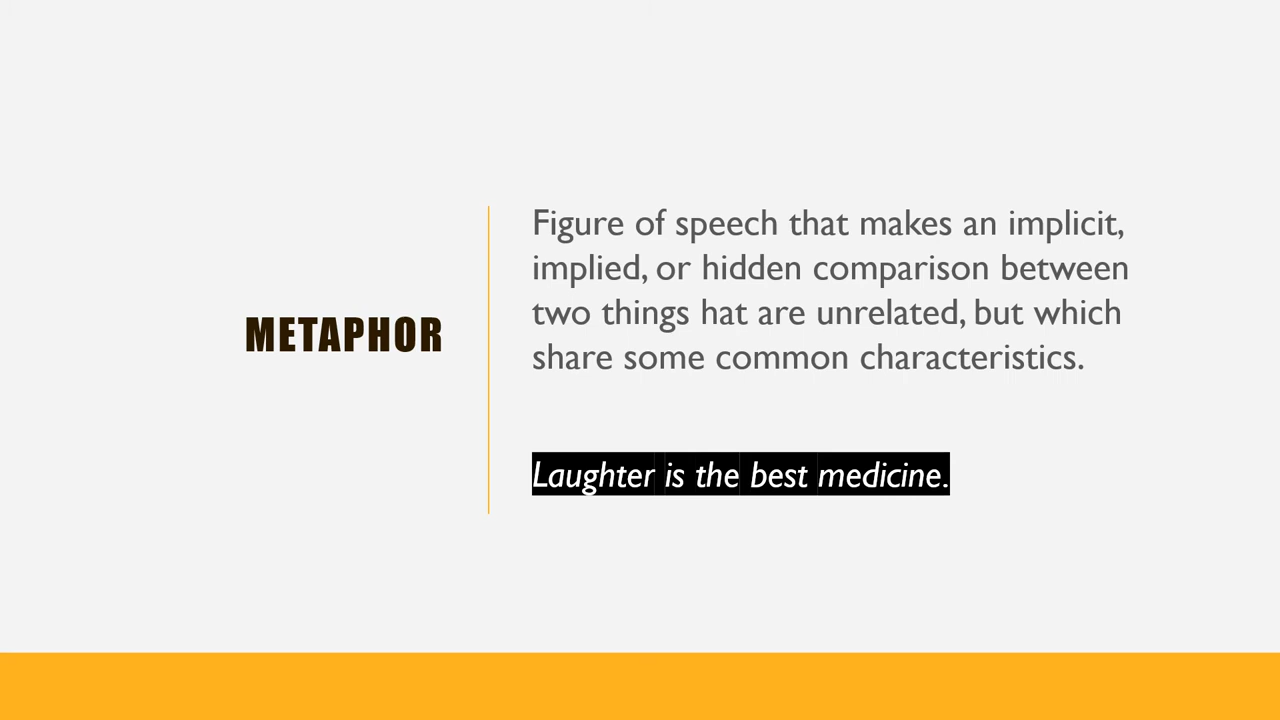 METAPHOR
Figure of speech that makes an implicit,
implied, or hidden comparison between
two things hat are unrelated, but which
share some common characteristics.
Laughter is the best medicine.